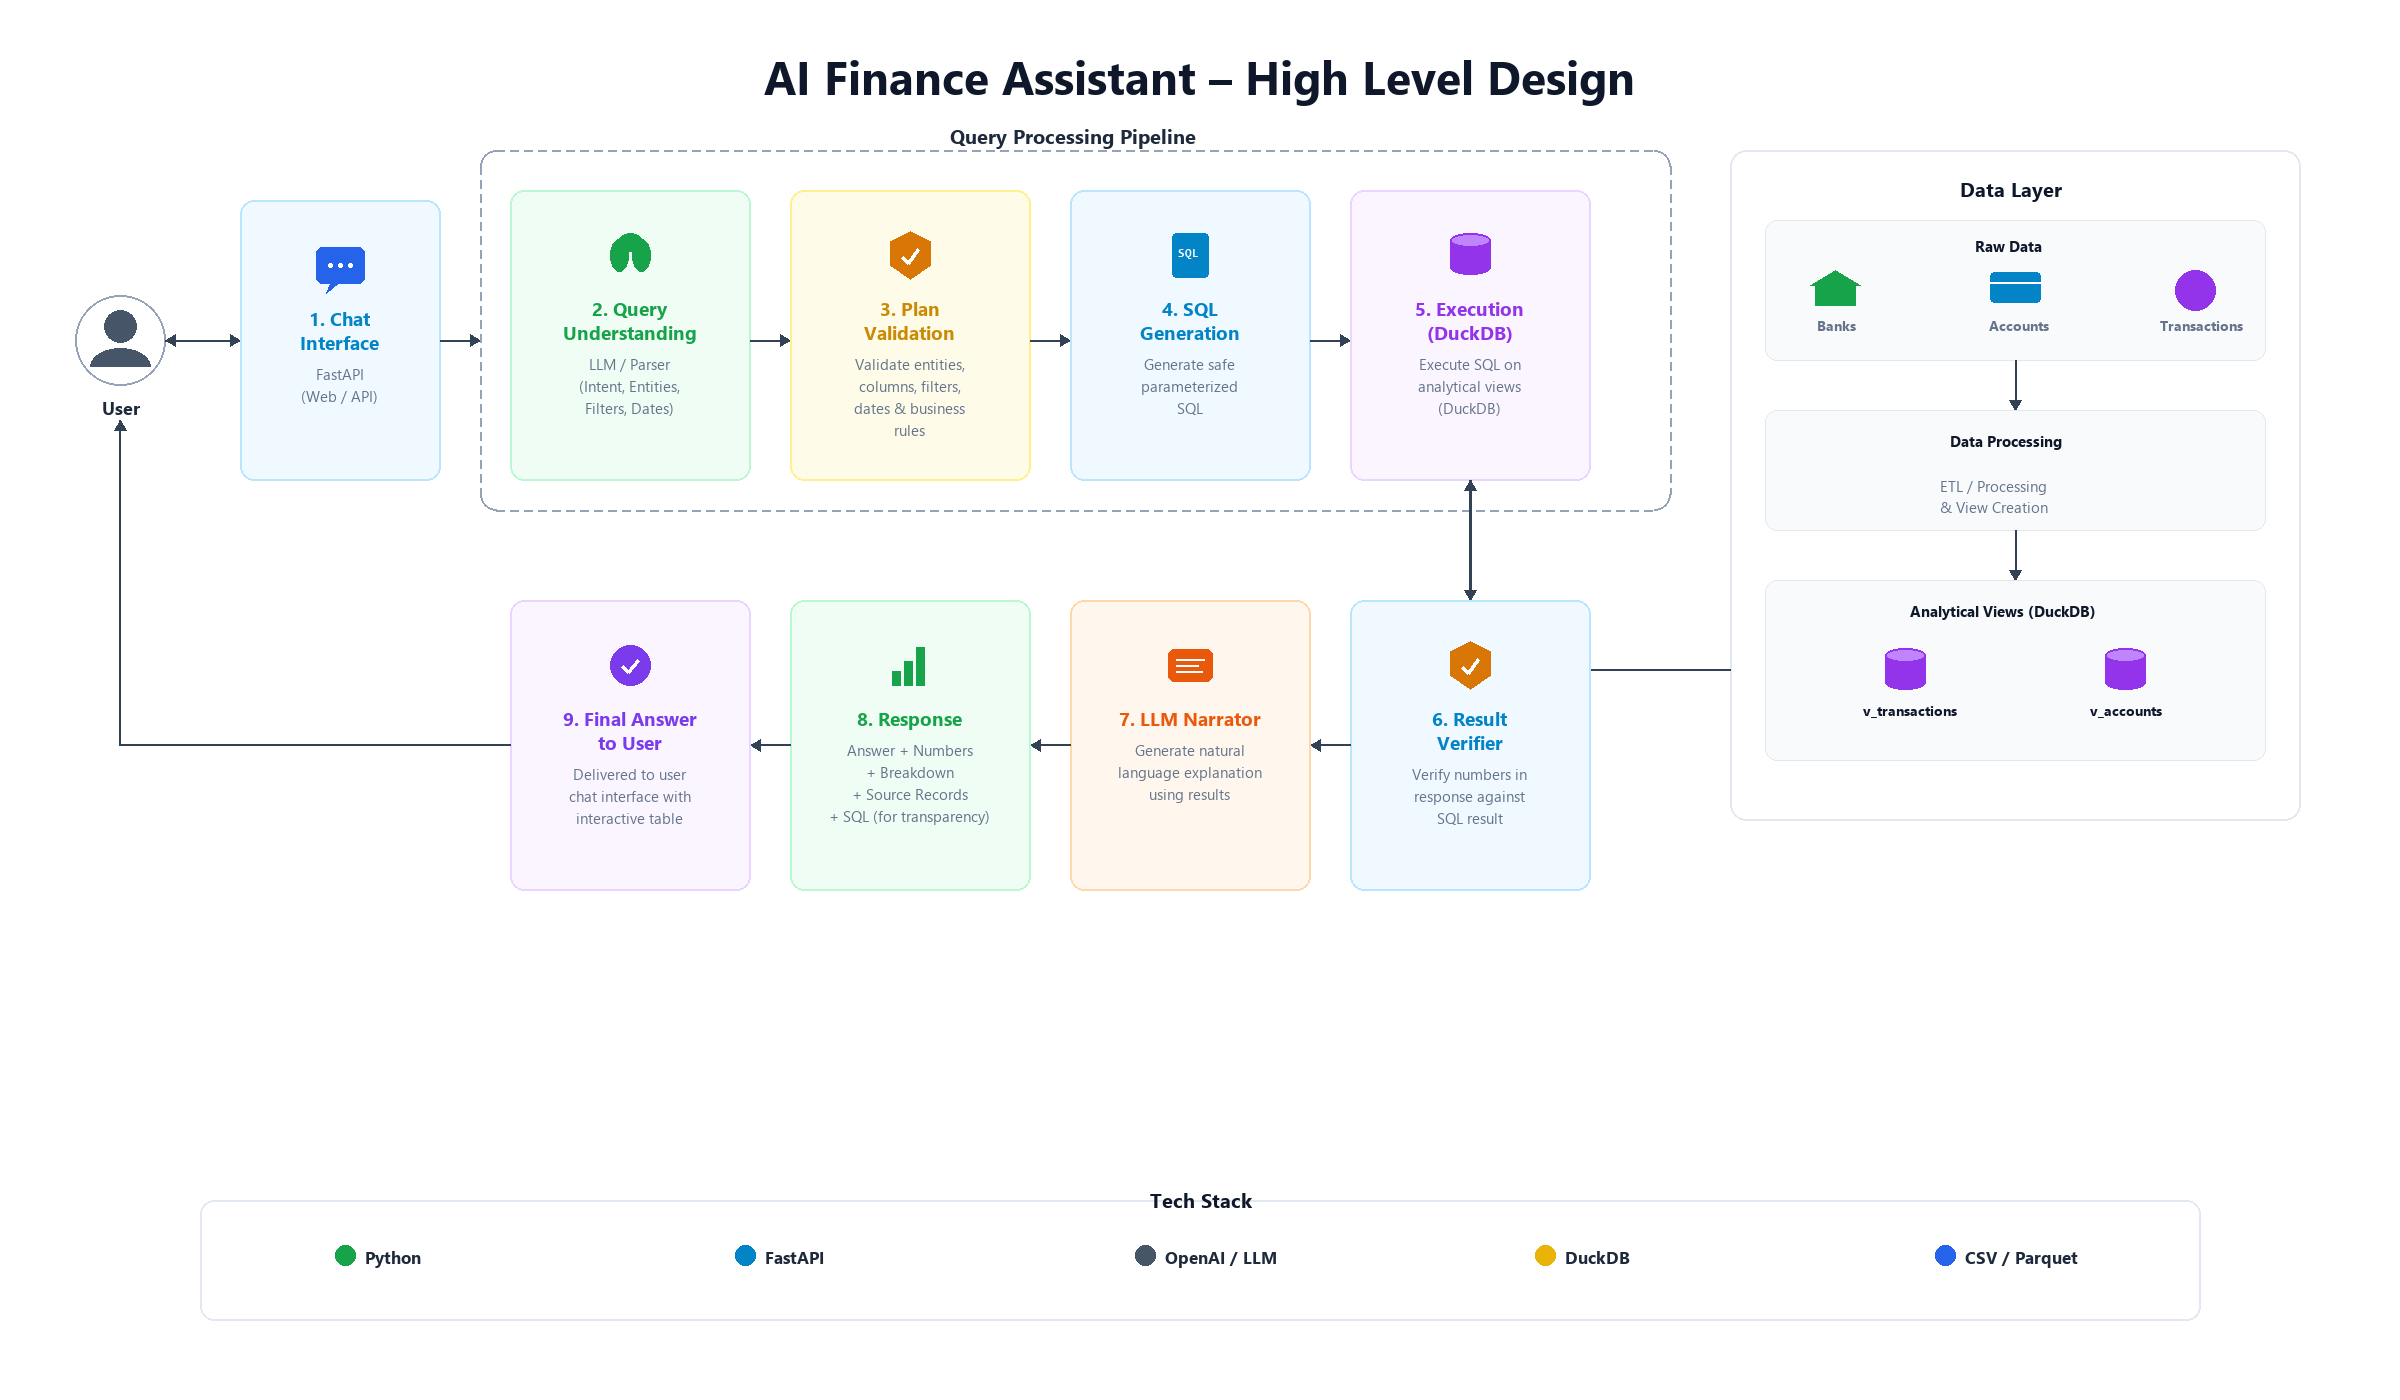 AI Finance Assistant – High Level Design
Query Processing Pipeline
User
1. Chat
Interface
FastAPI
(Web / API)
2. Query
Understanding
LLM / Parser
(Intent, Entities,
Filters, Dates)
3. Plan
Validation
Validate entities,
columns, filters,
dates & business
rules
SQL
4. SQL
Generation
Generate safe
parameterized
SQL
5. Execution
(DuckDB)
Execute SQL on
analytical views
(DuckDB)
6. Result
Verifier
Verify numbers in
response against
SQL result
7. LLM Narrator
Generate natural
language explanation
using results
8. Response
Answer + Numbers
+ Breakdown
+ Source Records
+ SQL (for transparency)
9. Final Answer
to User
Delivered to user
chat interface with
interactive table
Data Layer
Raw Data
Banks
Accounts
Transactions
Data Processing
ETL / Processing
& View Creation
Analytical Views (DuckDB)
v_transactions
v_accounts
Tech Stack
Python
FastAPI
OpenAI / LLM
DuckDB
CSV / Parquet